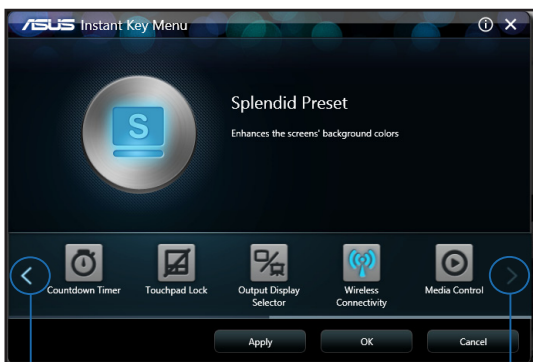 ASUS Instant Key Menu
S
Splendid Preset
Enhances the screens' background colors
Countdown Timer
Touchpad Lock
Output Display
Selector
Wireless
Connectivity
Media Control
Apply
OK
Cancel